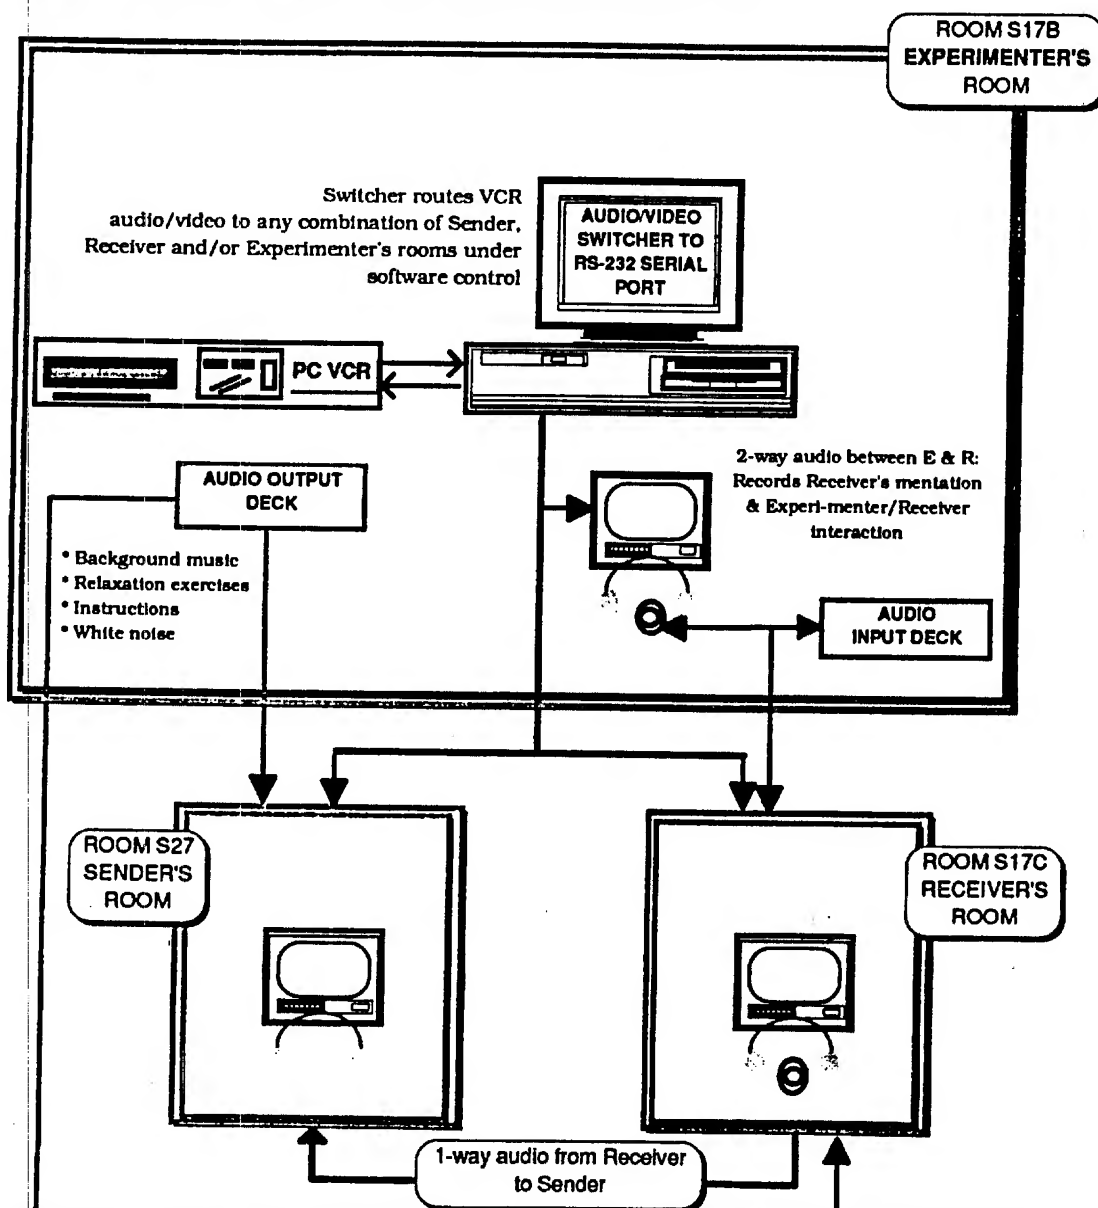 ROOM S17B
EXPERIMENTER'S
ROOM
Switcher routes VCR
audio/video to any combination of Sender,
Receiver and/or Experimenter's rooms under
software control
AUDIO/VIDEO
SWITCHER TO
RS-232 SERIAL
PORT
PC VCR
AUDIO OUTPUT
DECK
* Background music
* Relaxation exercises
* Instructions
* White noise
2-way audio between E & R:
Records Receiver's mentation
& Experi-menter/Receiver
interaction
AUDIO
INPUT DECK
ROOM S27
SENDER'S
ROOM
ROOM S17C
RECEIVER'S
ROOM
1-way audio from Receiver
to Sender